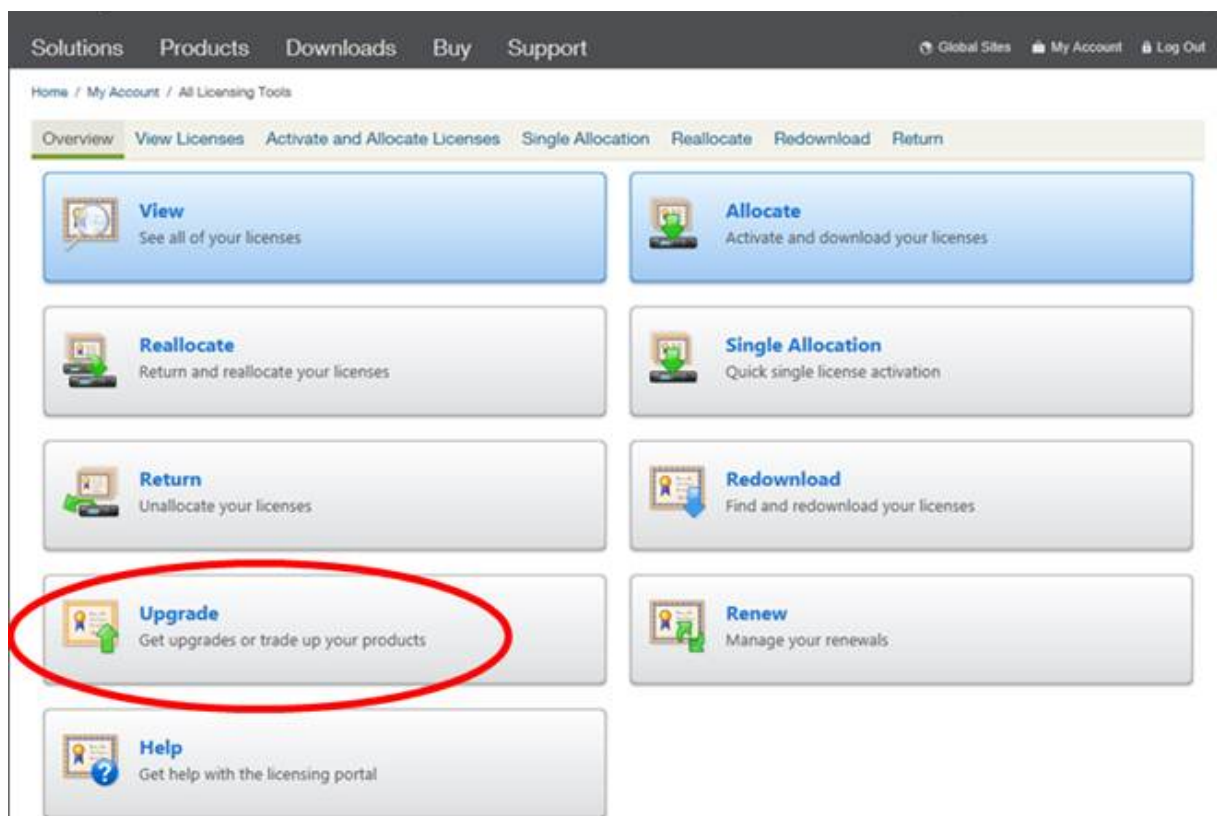 Solutions Products Downloads Buy Support Global Sites My Account Log Out
Home / My Account / All Licensing Tools
Overview View Licenses Activate and Allocate Licenses Single Allocation Reallocate Redownload Return
View
See all of your licenses
Allocate
Activate and download your licenses
Reallocate
Return and reallocate your licenses
Single Allocation
Quick single license activation
Return
Unallocate your licenses
Redownload
Find and redownload your licenses
Upgrade
Get upgrades or trade up your products
Renew
Manage your renewals
Help
Get help with the licensing portal